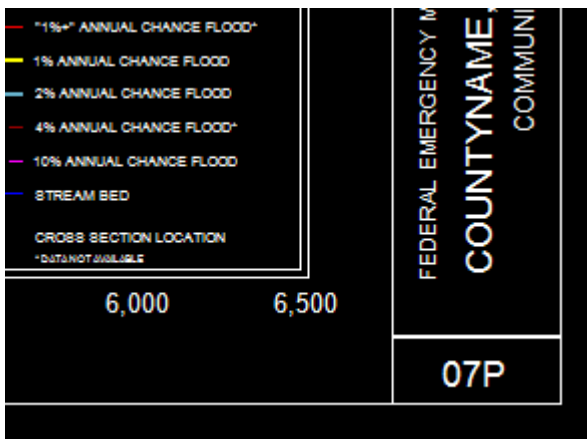 "1%+" ANNUAL CHANCE FLOOD*
1% ANNUAL CHANCE FLOOD
2% ANNUAL CHANCE FLOOD
4% ANNUAL CHANCE FLOOD*
10% ANNUAL CHANCE FLOOD
STREAM BED
CROSS SECTION LOCATION
* DATA NOT AVAILABLE
6,000 6,500
FEDERAL EMERGENCY M
COUNTYNAME,
COMMUNI
07P